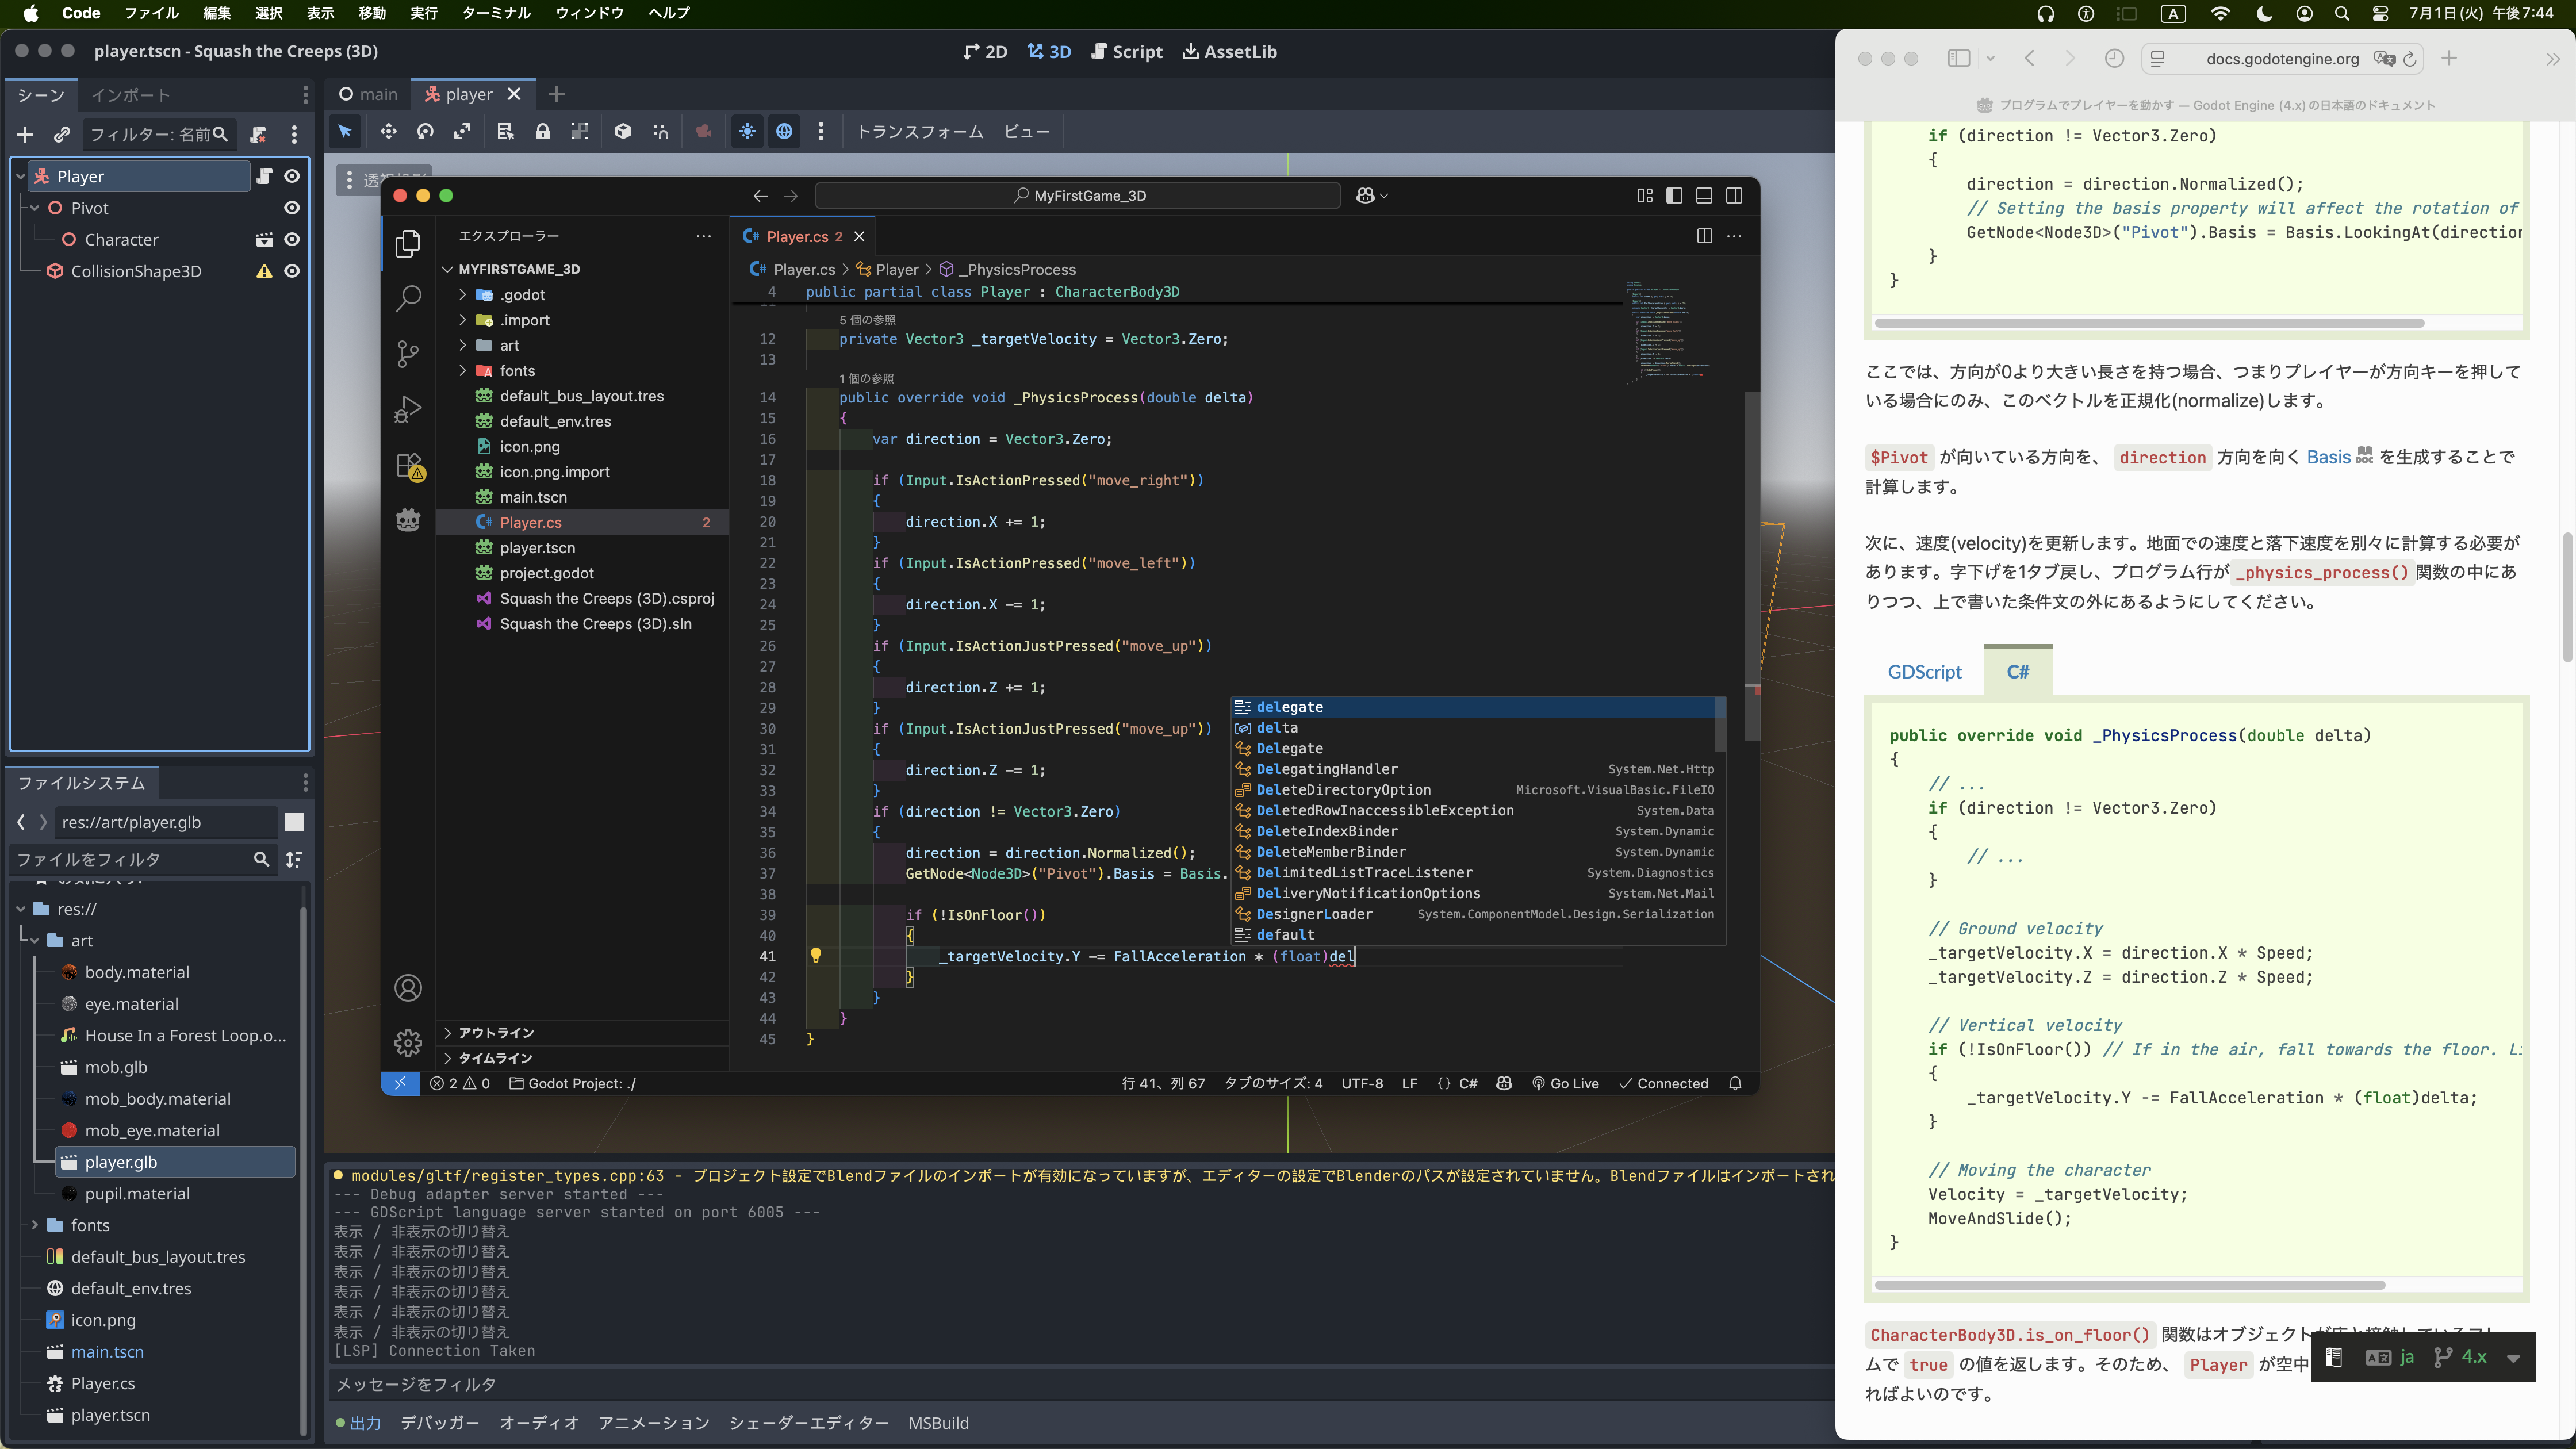 Code ファイル 編集 選択 表示 移動 実行 ターミナル ウィンドウ ヘルプ
A 7月1日(火) 午後7:44
player.tscn - Squash the Creeps (3D)
2D 3D Script AssetLib
シーン インポート
フィルター: 名前
Player
Pivot
Character
CollisionShape3D
ファイルシステム
res://art/player.glb
ファイルをフィルタ
res://
art
body.material
eye.material
House In a Forest Loop.o...
mob.glb
mob_body.material
mob_eye.material
player.glb
pupil.material
fonts
default_bus_layout.tres
default_env.tres
icon.png
main.tscn
Player.cs
player.tscn
main player
トランスフォーム ビュー
MyFirstGame_3D
エクスプローラー
MYFIRSTGAME_3D
.godot
.import
art
fonts
default_bus_layout.tres
default_env.tres
icon.png
icon.png.import
main.tscn
Player.cs 2
player.tscn
project.godot
Squash the Creeps (3D).csproj
Squash the Creeps (3D).sln
アウトライン
タイムライン
Player.cs 2
Player.cs > Player > _PhysicsProcess
4 public partial class Player : CharacterBody3D
5 個の参照
12 private Vector3 _targetVelocity = Vector3.Zero;
13
1 個の参照
14 public override void _PhysicsProcess(double delta)
15 {
16 var direction = Vector3.Zero;
17
18 if (Input.IsActionPressed("move_right"))
19 {
20 direction.X += 1;
21 }
22 if (Input.IsActionPressed("move_left"))
23 {
24 direction.X -= 1;
25 }
26 if (Input.IsActionJustPressed("move_up"))
27 {
28 direction.Z += 1;
29 }
30 if (Input.IsActionJustPressed("move_up"))
31 {
32 direction.Z -= 1;
33 }
34 if (direction != Vector3.Zero)
35 {
36 direction = direction.Normalized();
37 GetNode<Node3D>("Pivot").Basis = Basis.
38
39 if (!IsOnFloor())
40 {
41 _targetVelocity.Y -= FallAcceleration * (float)del
42 }
43 }
44 }
45 }
delegate
delta
Delegate
DelegatingHandler System.Net.Http
DeleteDirectoryOption Microsoft.VisualBasic.FileIO
DeletedRowInaccessibleException System.Data
DeleteIndexBinder System.Dynamic
DeleteMemberBinder System.Dynamic
DelimitedListTraceListener System.Diagnostics
DeliveryNotificationOptions System.Net.Mail
DesignerLoader System.ComponentModel.Design.Serialization
default
2 0 Godot Project: ./ 行 41、列 67 タブのサイズ: 4 UTF-8 LF {} C# Go Live Connected
modules/gltf/register_types.cpp:63 - プロジェクト設定でBlendファイルのインポートが有効になっていますが、エディターの設定でBlenderのパスが設定されていません。Blendファイルはインポートされ
--- Debug adapter server started ---
--- GDScript language server started on port 6005 ---
表示 / 非表示の切り替え
表示 / 非表示の切り替え
表示 / 非表示の切り替え
表示 / 非表示の切り替え
表示 / 非表示の切り替え
表示 / 非表示の切り替え
[LSP] Connection Taken
メッセージをフィルタ
出力 デバッガー オーディオ アニメーション シェーダーエディター MSBuild
docs.godotengine.org
プログラムでプレイヤーを動かす — Godot Engine (4.x) の日本語のドキュメント
if (direction != Vector3.Zero)
{
direction = direction.Normalized();
// Setting the basis property will affect the rotation of
GetNode<Node3D>("Pivot").Basis = Basis.LookingAt(direction
}
}
ここでは、方向が0より大きい長さを持つ場合、つまりプレイヤーが方向キーを押して
いる場合にのみ、このベクトルを正規化(normalize)します。
$Pivot が向いている方向を、 direction 方向を向く Basis を生成することで
計算します。
次に、速度(velocity)を更新します。地面での速度と落下速度を別々に計算する必要が
あります。字下げを1タブ戻し、プログラム行が _physics_process() 関数の中にあ
りつつ、上で書いた条件文の外にあるようにしてください。
GDScript C#
public override void _PhysicsProcess(double delta)
{
// ...
if (direction != Vector3.Zero)
{
// ...
}
// Ground velocity
_targetVelocity.X = direction.X * Speed;
_targetVelocity.Z = direction.Z * Speed;
// Vertical velocity
if (!IsOnFloor()) // If in the air, fall towards the floor. Li
{
_targetVelocity.Y -= FallAcceleration * (float)delta;
}
// Moving the character
Velocity = _targetVelocity;
MoveAndSlide();
}
CharacterBody3D.is_on_floor() 関数はオブジェクトが
ムで true の値を返します。そのため、 Player が空中
ればよいのです。
ja 4.x